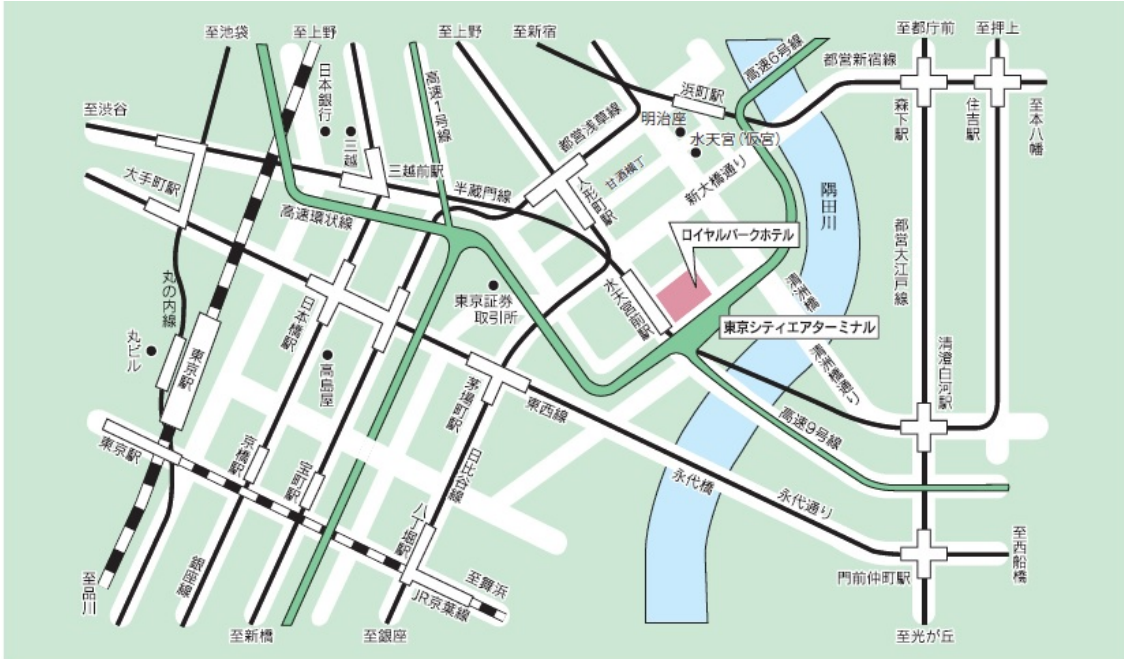 至池袋
至上野
至上野
至新宿
至都庁前
至押上
高速6号線
都営新宿線
日本銀行
高速1号線
浜町駅
至渋谷
三越
都営浅草線
明治座
水天宮(仮宮)
森下駅
住吉駅
至本八幡
大手町駅
三越前駅
半蔵門線
甘酒横丁
新大橋通り
人形町駅
隅田川
高速環状線
ロイヤルパークホテル
都営大江戸線
丸の内線
日本橋駅
東京証券
取引所
水天宮前駅
清洲橋
東京シティエアターミナル
丸ビル
東京駅
高島屋
茅場町駅
清洲橋通り
清澄白河駅
東西線
高速9号線
東京駅
京橋駅
宝町駅
日比谷線
永代橋
永代通り
八丁堀駅
至西船橋
至品川
銀座線
至舞浜
JR京葉線
門前仲町駅
至新橋
至銀座
至光が丘